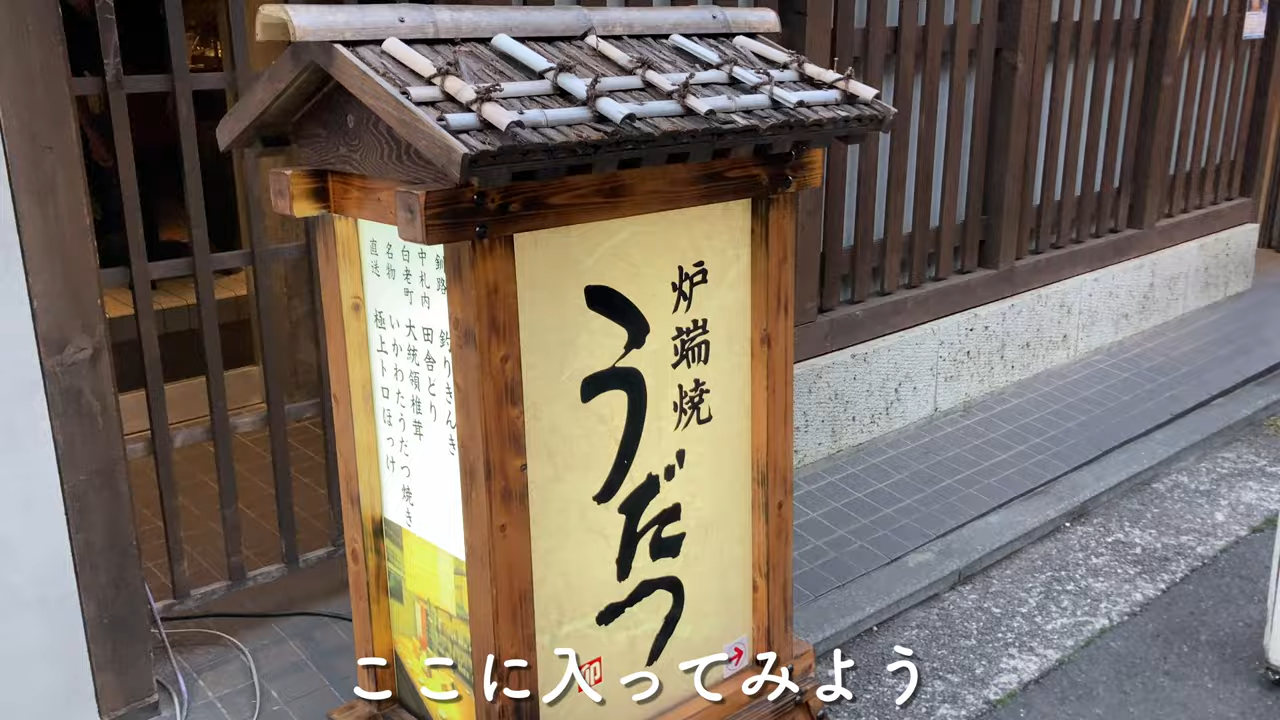 炉端焼
うだつ
釧路 釣りきんき
中札内 田舎どり
白老町 大統領椎茸
名物 いかわたうだつ焼き
直送 極上トロほっけ
ここに入ってみよう